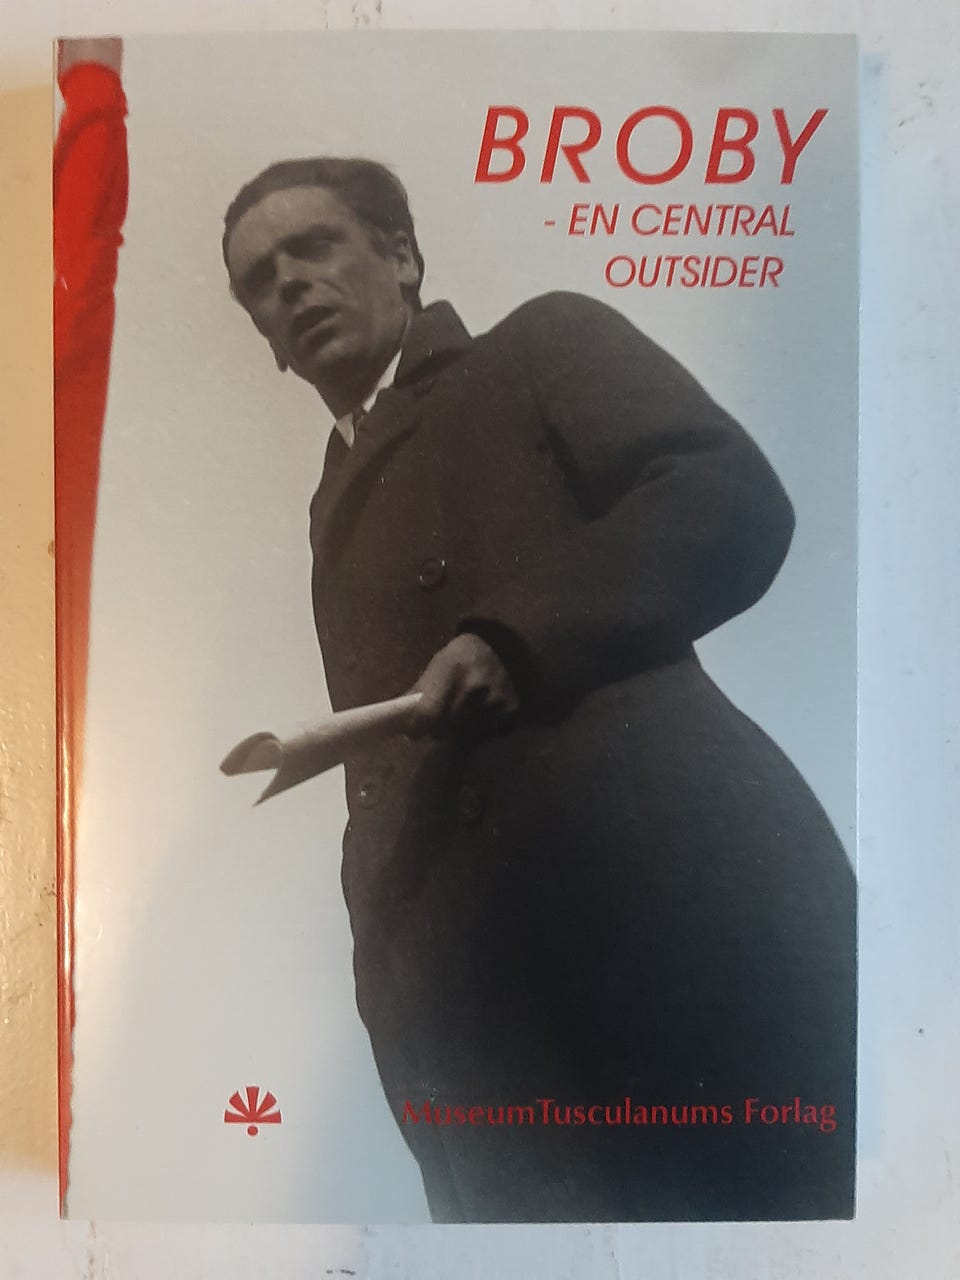 BROBY
- EN CENTRAL
OUTSIDER
MuseumTusculanums Forlag